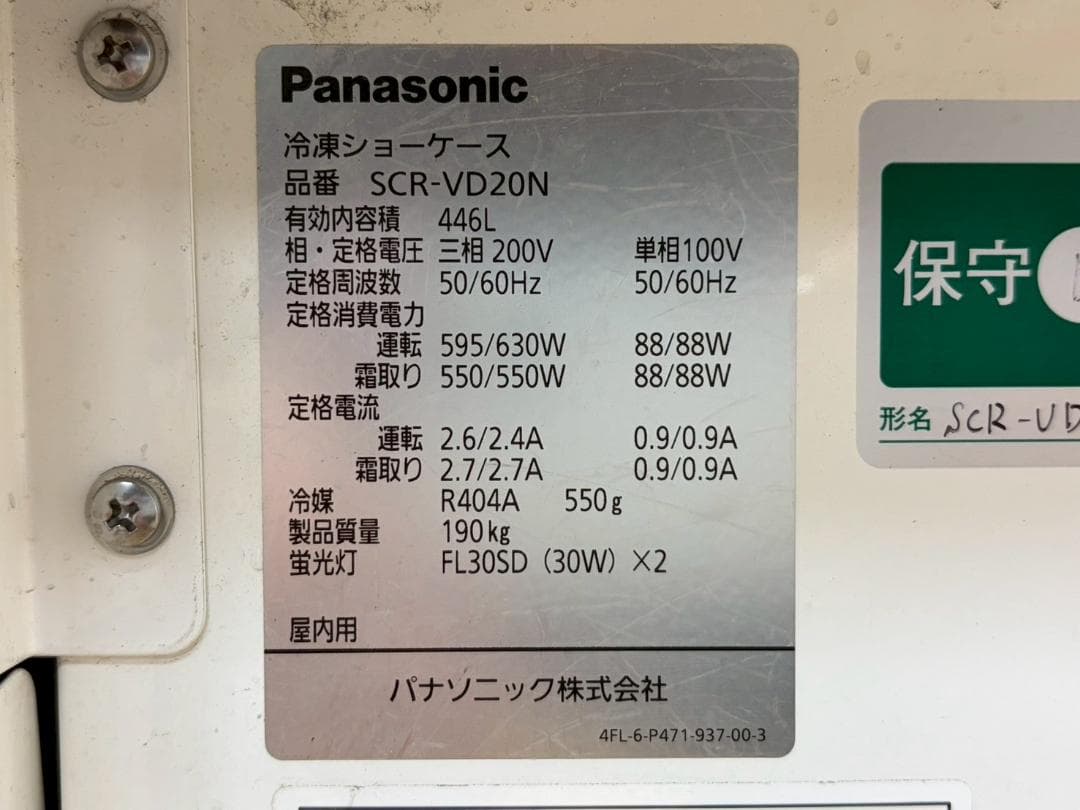 Panasonic
冷凍ショーケース
品番 SCR-VD20N
有効内容積 446L
相・定格電圧 三相 200V 単相100V
定格周波数 50/60Hz 50/60Hz
定格消費電力
運転 595/630W 88/88W
霜取り 550/550W 88/88W
定格電流
運転 2.6/2.4A 0.9/0.9A
霜取り 2.7/2.7A 0.9/0.9A
冷媒 R404A 550g
製品質量 190kg
蛍光灯 FL30SD (30W) ×2
屋内用
パナソニック株式会社
4FL-6-P471-937-00-3
保守
形名 SCR-VD